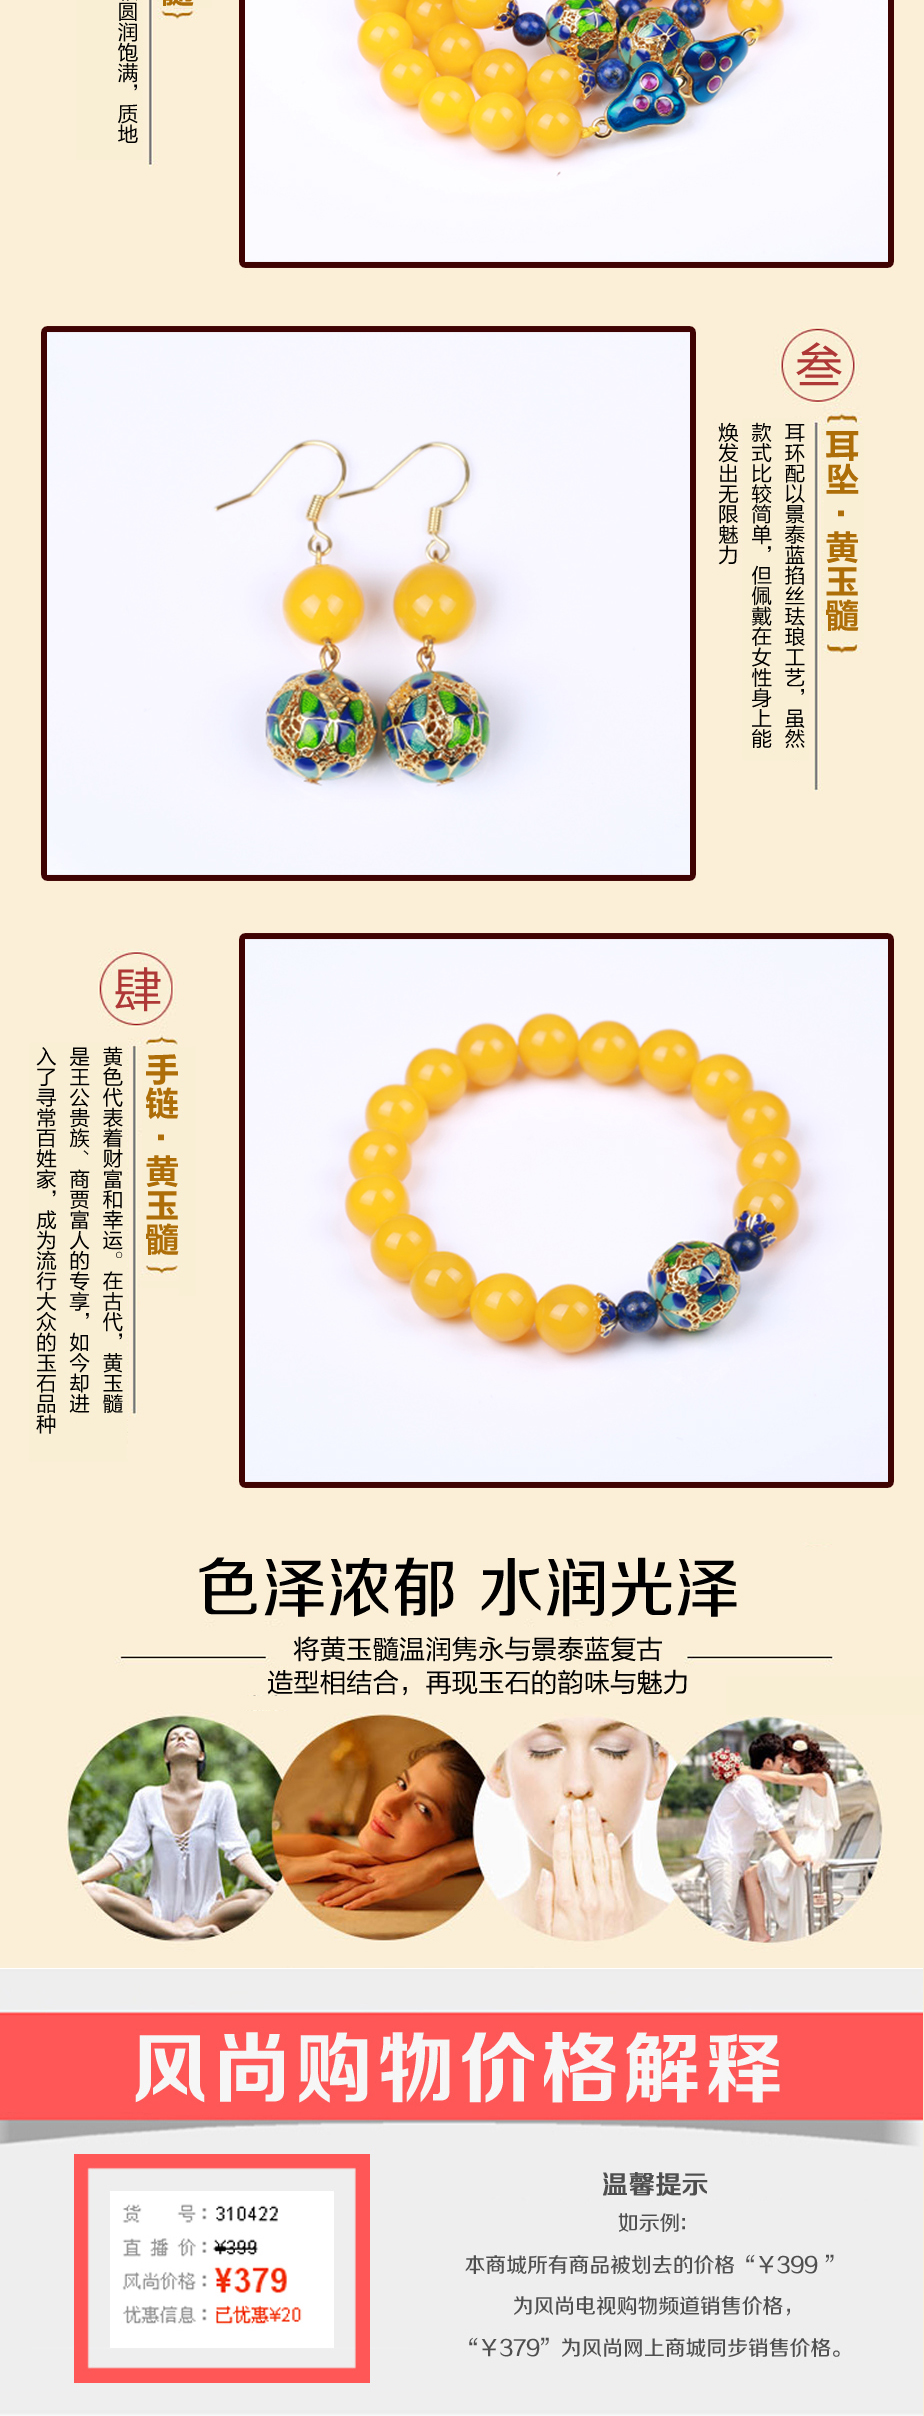 圆润饱满，质地
叁
耳坠·黄玉髓
耳环配以景泰蓝掐丝珐琅工艺，虽然
款式比较简单，但佩戴在女性身上能
焕发出无限魅力
肆
手链·黄玉髓
黄色代表着财富和幸运。在古代，黄玉髓
是王公贵族、商贾富人的专享，如今却进
入了寻常百姓家，成为流行大众的玉石品种
色泽浓郁 水润光泽
将黄玉髓温润隽永与景泰蓝复古
造型相结合，再现玉石的韵味与魅力
风尚购物价格解释
货号：310422
直播价：¥399
风尚价格：¥379
优惠信息：已优惠¥20
温馨提示
如示例:
本商城所有商品被划去的价格“￥399 ”
为风尚电视购物频道销售价格，
“￥379”为风尚网上商城同步销售价格。